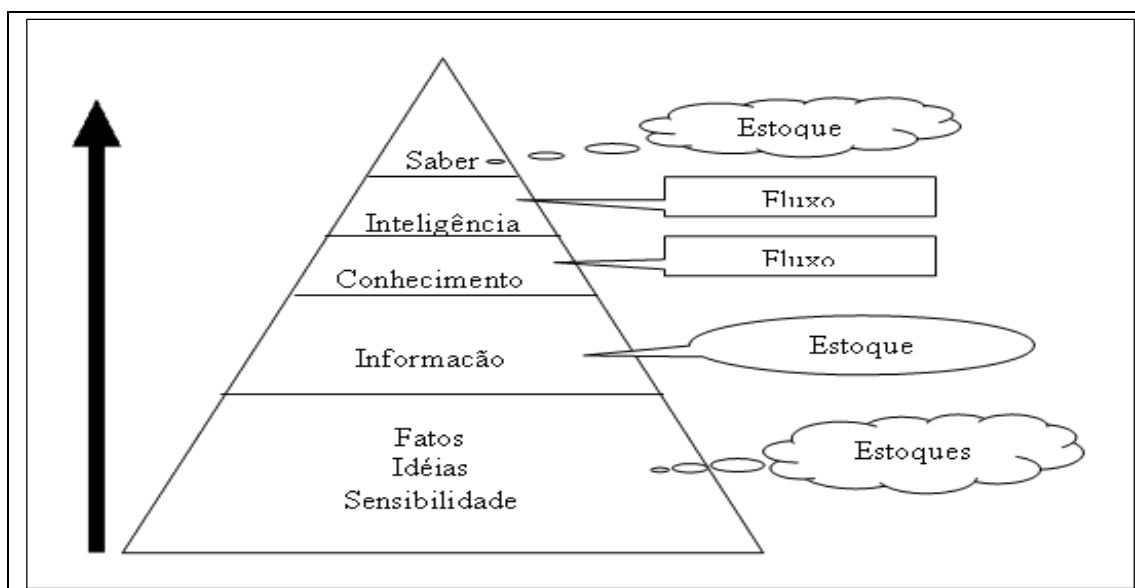 Estoque
Saber
Fluxo
Inteligência
Fluxo
Conhecimento
Estoque
Informacão
Fatos
Idéias
Sensibilidade
Estoques